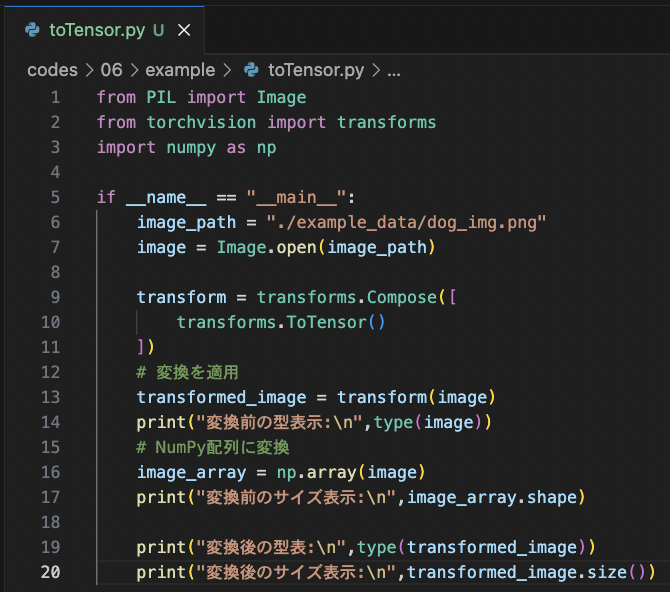 toTensor.py U ×
codes > 06 > example > toTensor.py > ...
1 from PIL import Image
2 from torchvision import transforms
3 import numpy as np
4
5 if __name__ == "__main__":
6     image_path = "./example_data/dog_img.png"
7     image = Image.open(image_path)
8
9     transform = transforms.Compose([
10         transforms.ToTensor()
11     ])
12     # 変換を適用
13     transformed_image = transform(image)
14     print("変換前の型表示:\n",type(image))
15     # NumPy配列に変換
16     image_array = np.array(image)
17     print("変換前のサイズ表示:\n",image_array.shape)
18
19     print("変換後の型表:\n",type(transformed_image))
20     print("変換後のサイズ表示:\n",transformed_image.size())